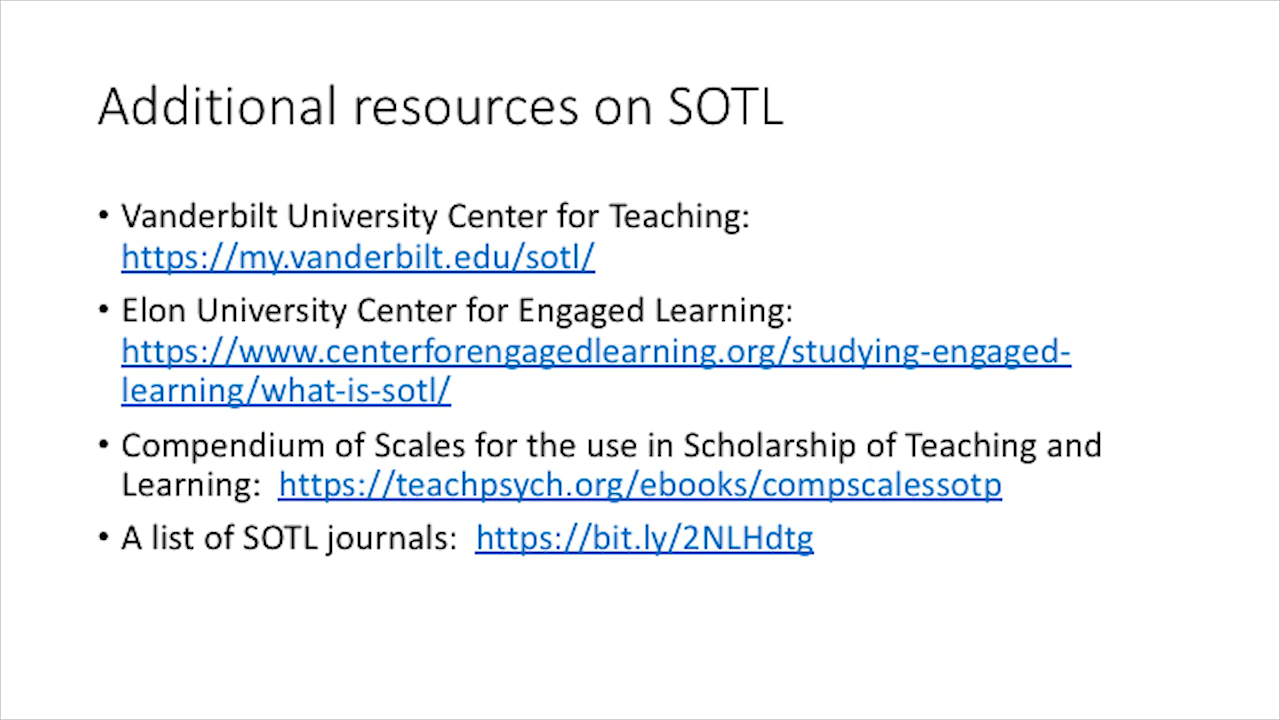 Additional resources on SOTL
• Vanderbilt University Center for Teaching:
https://my.vanderbilt.edu/sotl/
• Elon University Center for Engaged Learning:
https://www.centerforengagedlearning.org/studying-engaged-
learning/what-is-sotl/
• Compendium of Scales for the use in Scholarship of Teaching and
Learning: https://teachpsych.org/ebooks/compscalessotp
• A list of SOTL journals: https://bit.ly/2NLHdtg